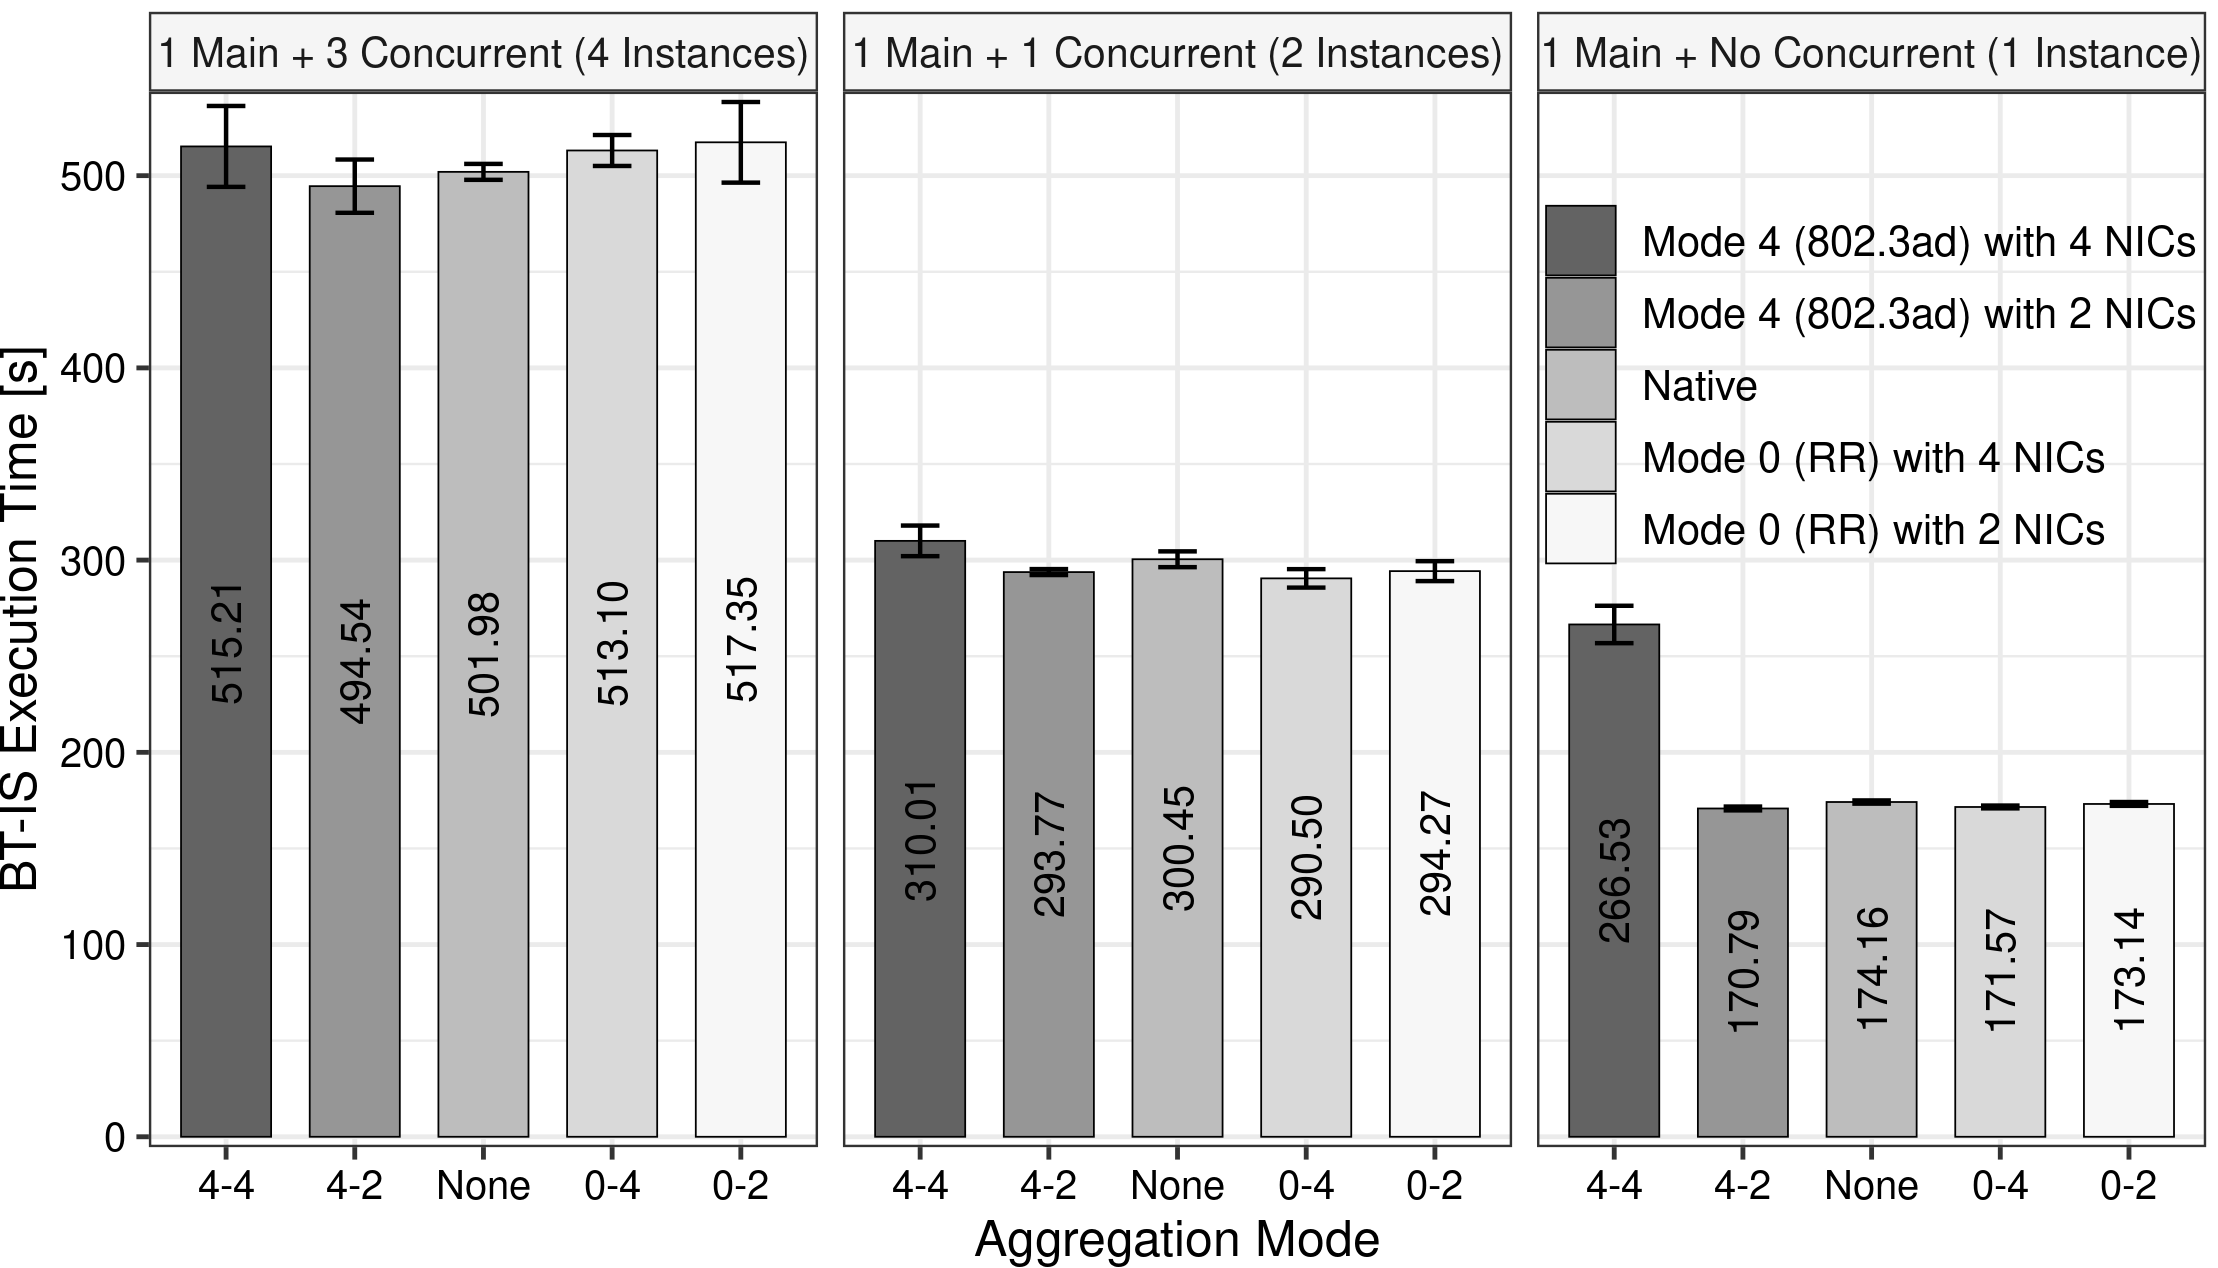 1 Main + 3 Concurrent (4 Instances)
1 Main + 1 Concurrent (2 Instances)
1 Main + No Concurrent (1 Instance)
BT-IS Execution Time [s]
500
400
300
200
100
0
515.21
494.54
501.98
513.10
517.35
310.01
293.77
300.45
290.50
294.27
266.53
170.79
174.16
171.57
173.14
Mode 4 (802.3ad) with 4 NICs
Mode 4 (802.3ad) with 2 NICs
Native
Mode 0 (RR) with 4 NICs
Mode 0 (RR) with 2 NICs
4-4 4-2 None 0-4 0-2
4-4 4-2 None 0-4 0-2
4-4 4-2 None 0-4 0-2
Aggregation Mode